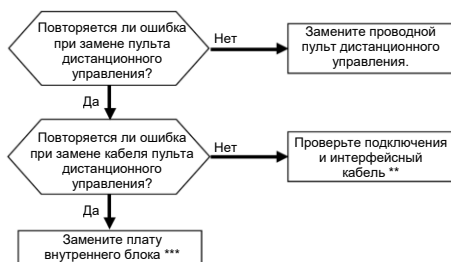 Повторяется ли ошибка
при замене пульта
дистанционного
управления?
Нет
Замените проводной
пульт дистанционного
управления.
Да
Повторяется ли ошибка
при замене кабеля пульта
дистанционного
управления?
Нет
Проверьте подключения
и интерфейсный
кабель **
Да
Замените плату
внутреннего блока ***